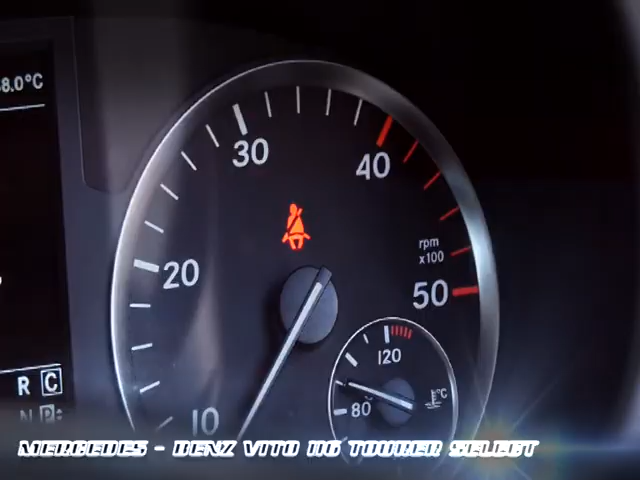 8.0°C
30
40
20
rpm
x100
50
120
80
°C
R C
N P
10
MERCEDES - BENZ VITO 116 TOURER SELECT